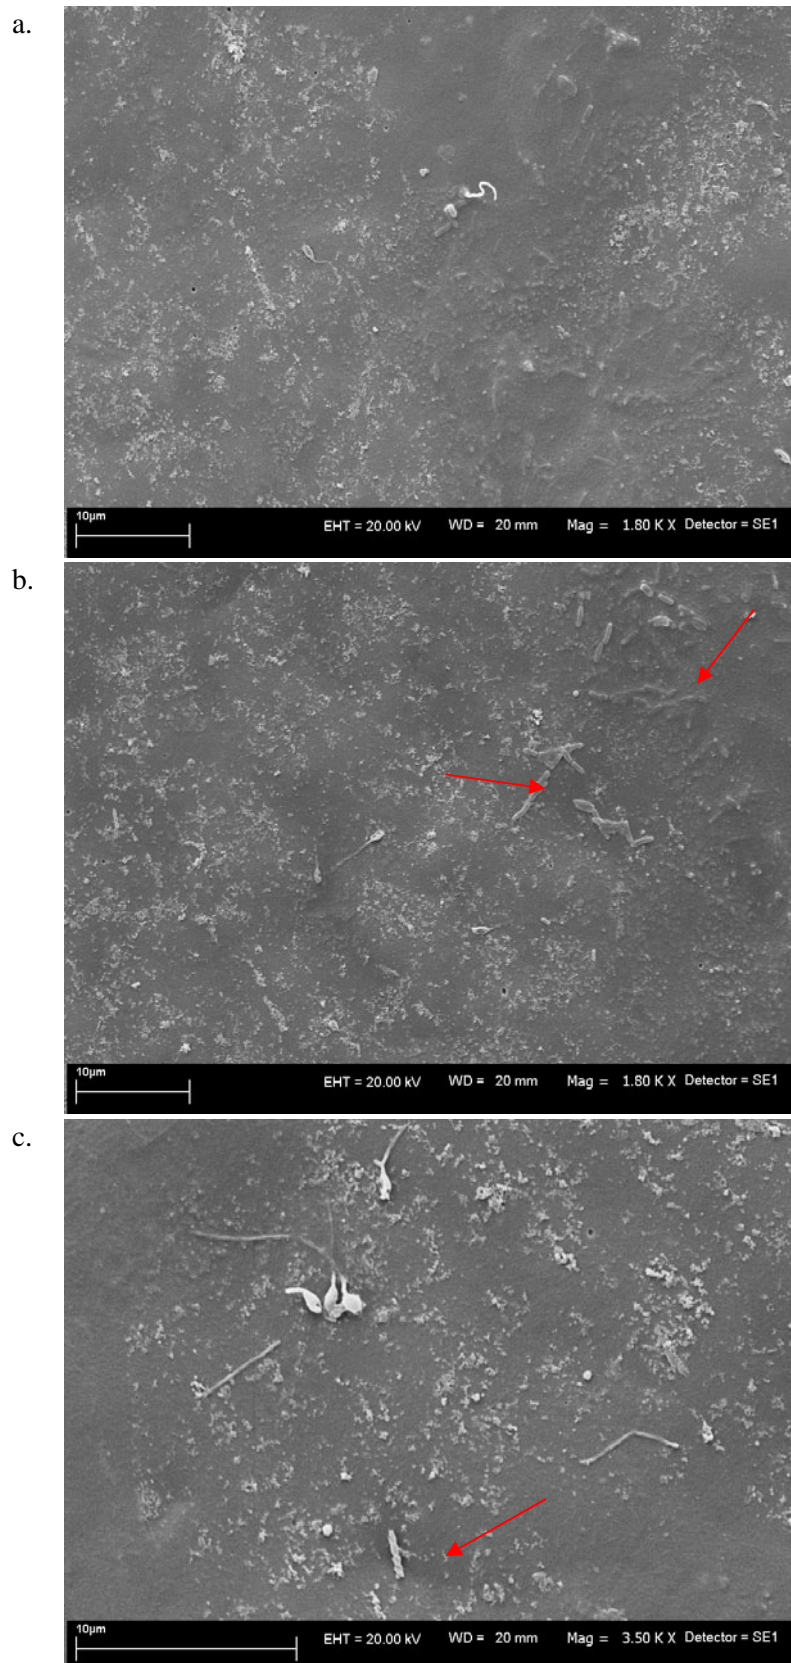 a.
10µm
EHT = 20.00 kV WD = 20 mm Mag = 1.80 K X Detector = SE1
b.
10µm
EHT = 20.00 kV WD = 20 mm Mag = 1.80 K X Detector = SE1
c.
10µm
EHT = 20.00 kV WD = 20 mm Mag = 3.50 K X Detector = SE1